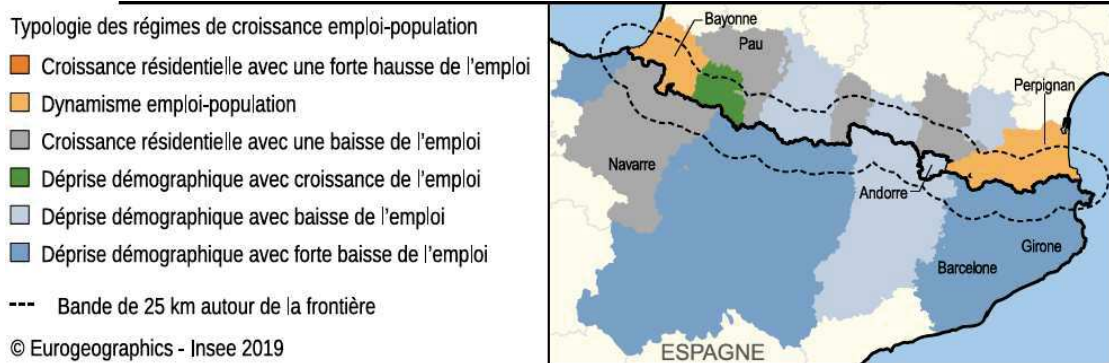 Typologie des régimes de croissance emploi-population
Croissance résidentielle avec une forte hausse de l'emploi
Dynamisme emploi-population
Croissance résidentielle avec une baisse de l'emploi
Déprise démographique avec croissance de l'emploi
Déprise démographique avec baisse de l'emploi
Déprise démographique avec forte baisse de l'emploi
Bande de 25 km autour de la frontière
© Eurogeographics - Insee 2019
Bayonne
Pau
Perpignan
Navarre
Andorre
Girone
Barcelone
ESPAGNE